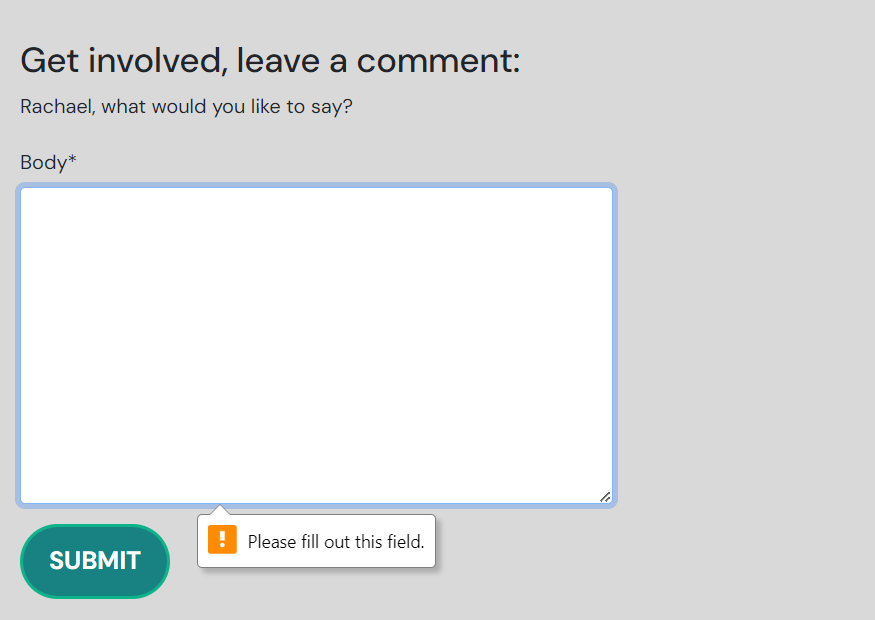 Get involved, leave a comment:
Rachael, what would you like to say?
Body*
! Please fill out this field.
SUBMIT